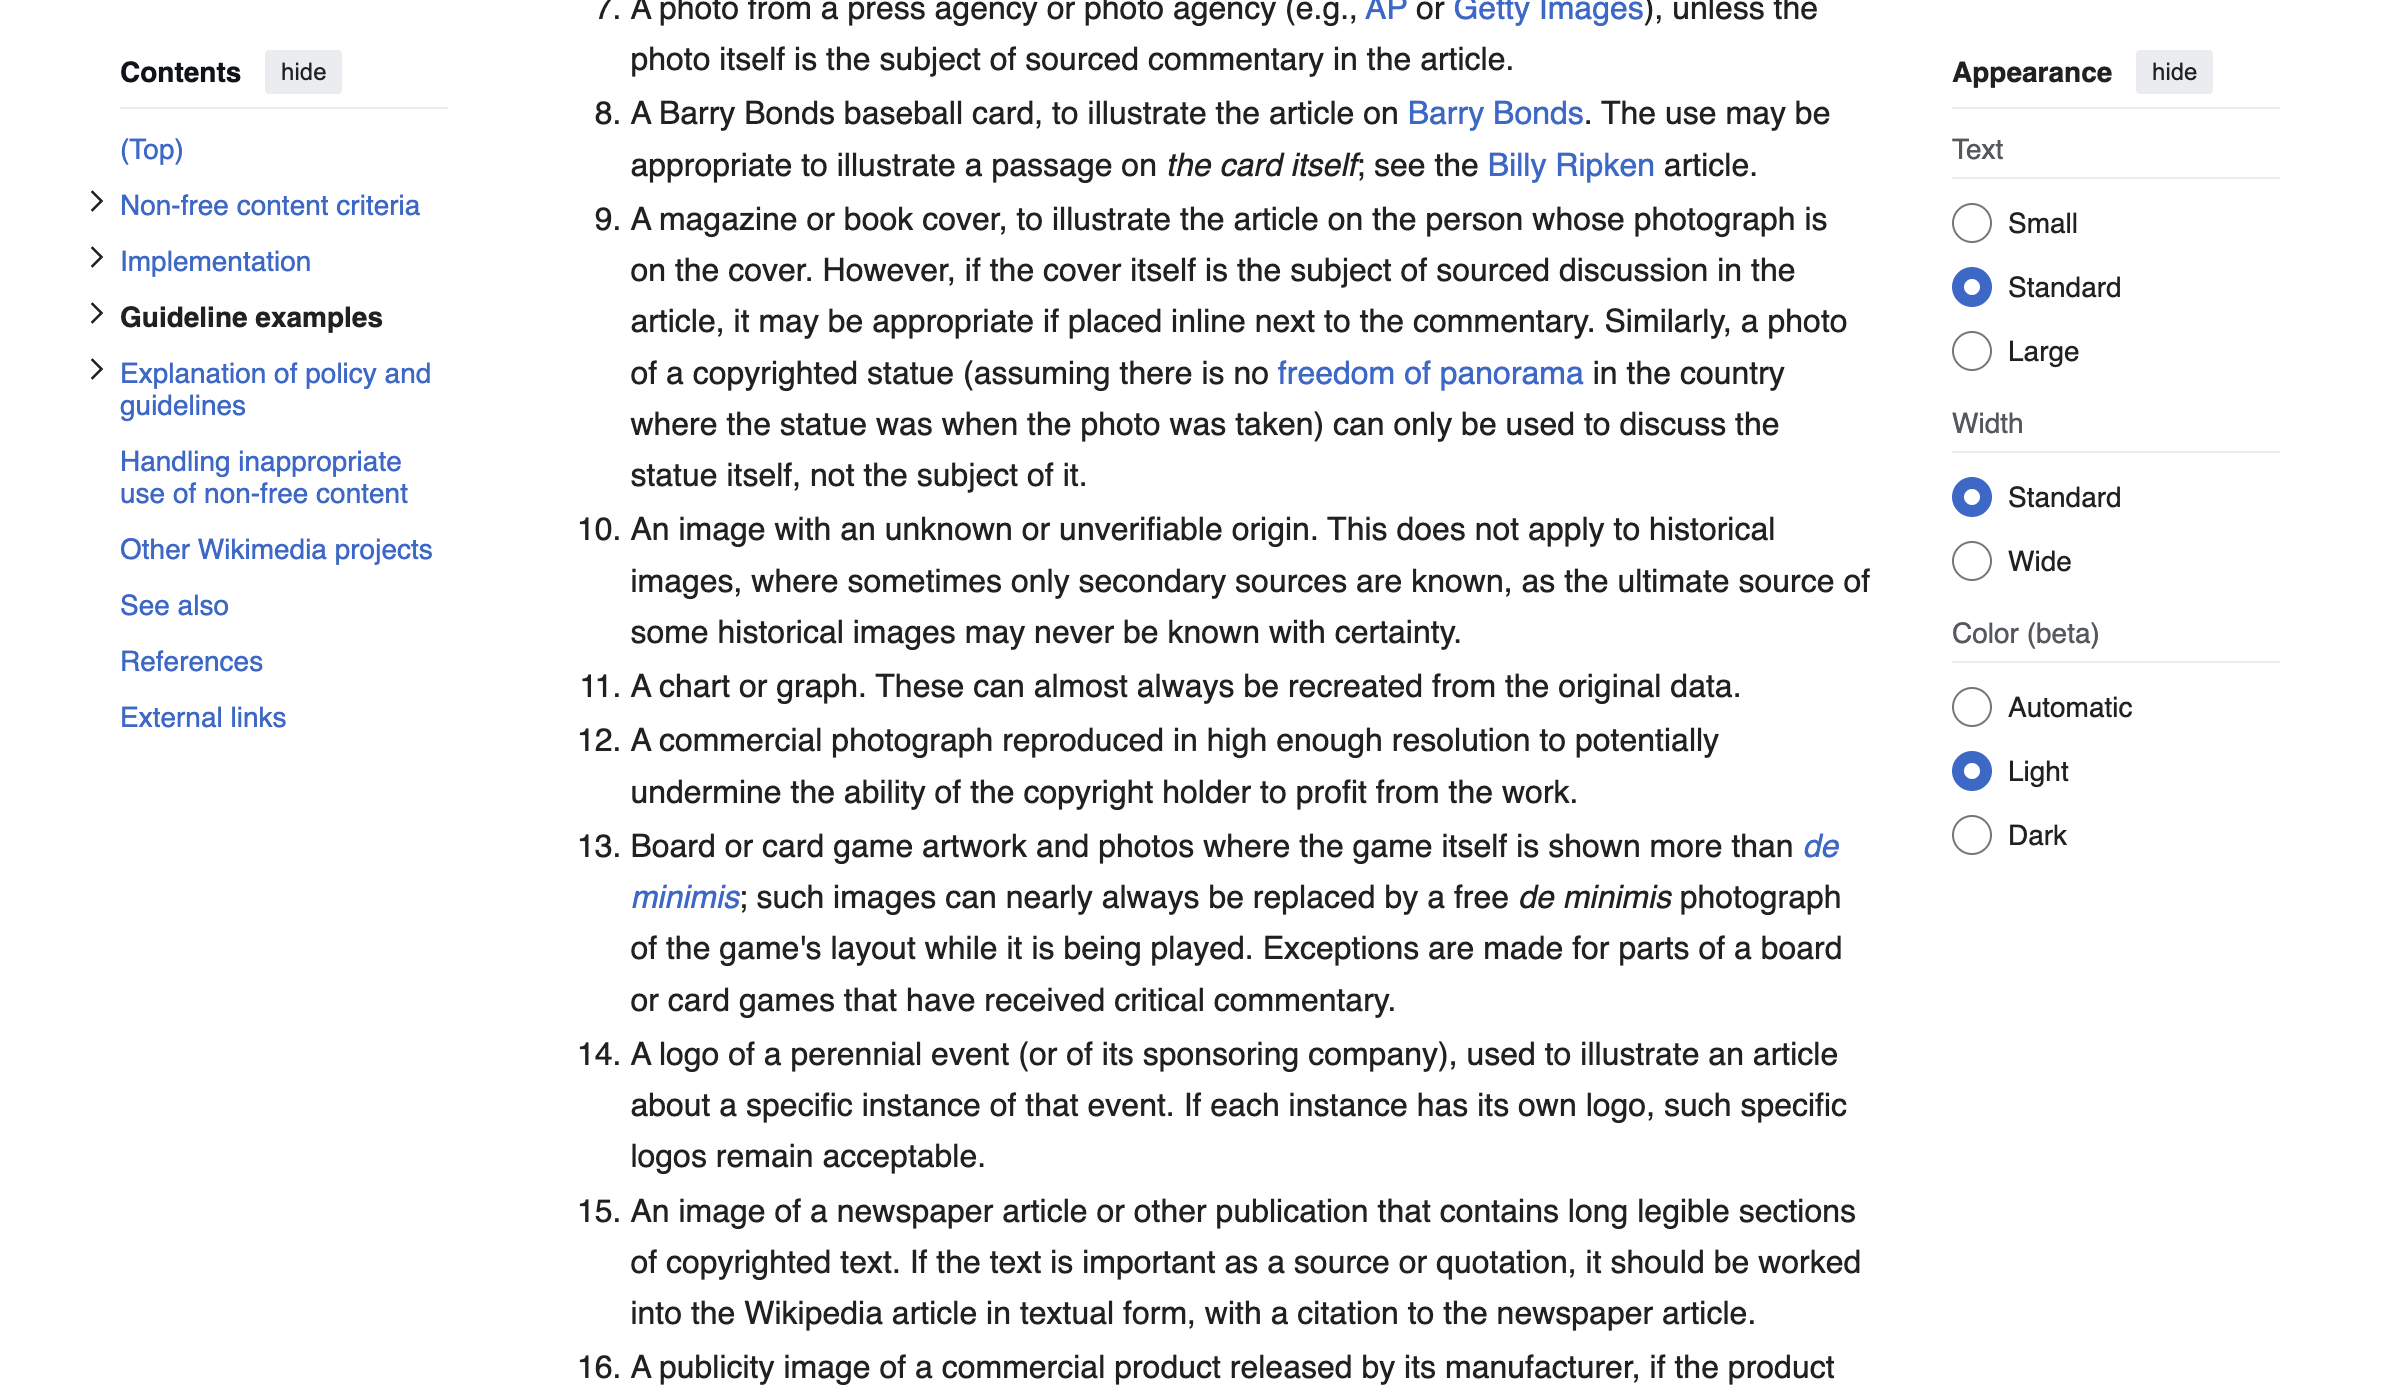 Contents hide
(Top)
Non-free content criteria
Implementation
Guideline examples
Explanation of policy and
guidelines
Handling inappropriate
use of non-free content
Other Wikimedia projects
See also
References
External links
7. A photo from a press agency or photo agency (e.g., AP or Getty Images), unless the
photo itself is the subject of sourced commentary in the article.
8. A Barry Bonds baseball card, to illustrate the article on Barry Bonds. The use may be
appropriate to illustrate a passage on the card itself; see the Billy Ripken article.
9. A magazine or book cover, to illustrate the article on the person whose photograph is
on the cover. However, if the cover itself is the subject of sourced discussion in the
article, it may be appropriate if placed inline next to the commentary. Similarly, a photo
of a copyrighted statue (assuming there is no freedom of panorama in the country
where the statue was when the photo was taken) can only be used to discuss the
statue itself, not the subject of it.
10. An image with an unknown or unverifiable origin. This does not apply to historical
images, where sometimes only secondary sources are known, as the ultimate source of
some historical images may never be known with certainty.
11. A chart or graph. These can almost always be recreated from the original data.
12. A commercial photograph reproduced in high enough resolution to potentially
undermine the ability of the copyright holder to profit from the work.
13. Board or card game artwork and photos where the game itself is shown more than de
minimis; such images can nearly always be replaced by a free de minimis photograph
of the game's layout while it is being played. Exceptions are made for parts of a board
or card games that have received critical commentary.
14. A logo of a perennial event (or of its sponsoring company), used to illustrate an article
about a specific instance of that event. If each instance has its own logo, such specific
logos remain acceptable.
15. An image of a newspaper article or other publication that contains long legible sections
of copyrighted text. If the text is important as a source or quotation, it should be worked
into the Wikipedia article in textual form, with a citation to the newspaper article.
16. A publicity image of a commercial product released by its manufacturer, if the product
Appearance hide
Text
Small
Standard
Large
Width
Standard
Wide
Color (beta)
Automatic
Light
Dark